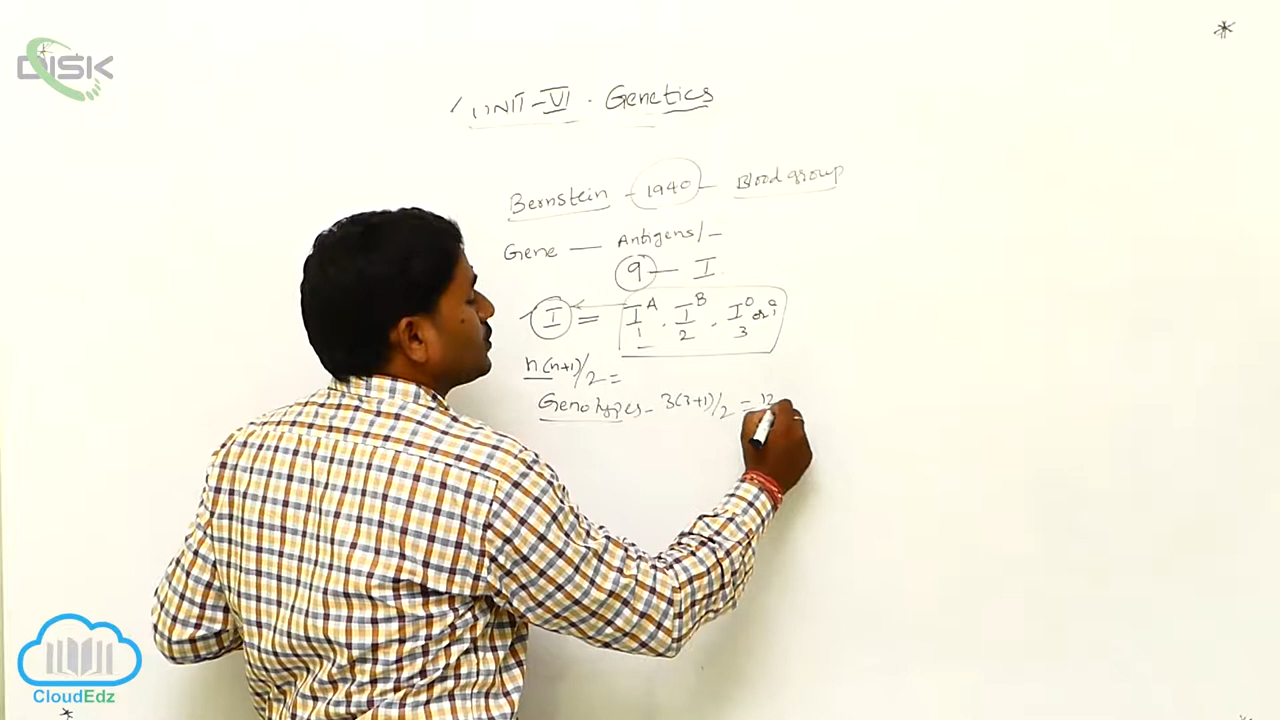 DISK
UNIT-VI. Genetics
Bernstein - 1940 - Blood group
Gene — Antigens/-
9 — I
I = I^A . I^B . I^O or i
1 2 3
n(n+1)/2 =
Genotypes - 3(3+1)/2 = 12
CloudEdz